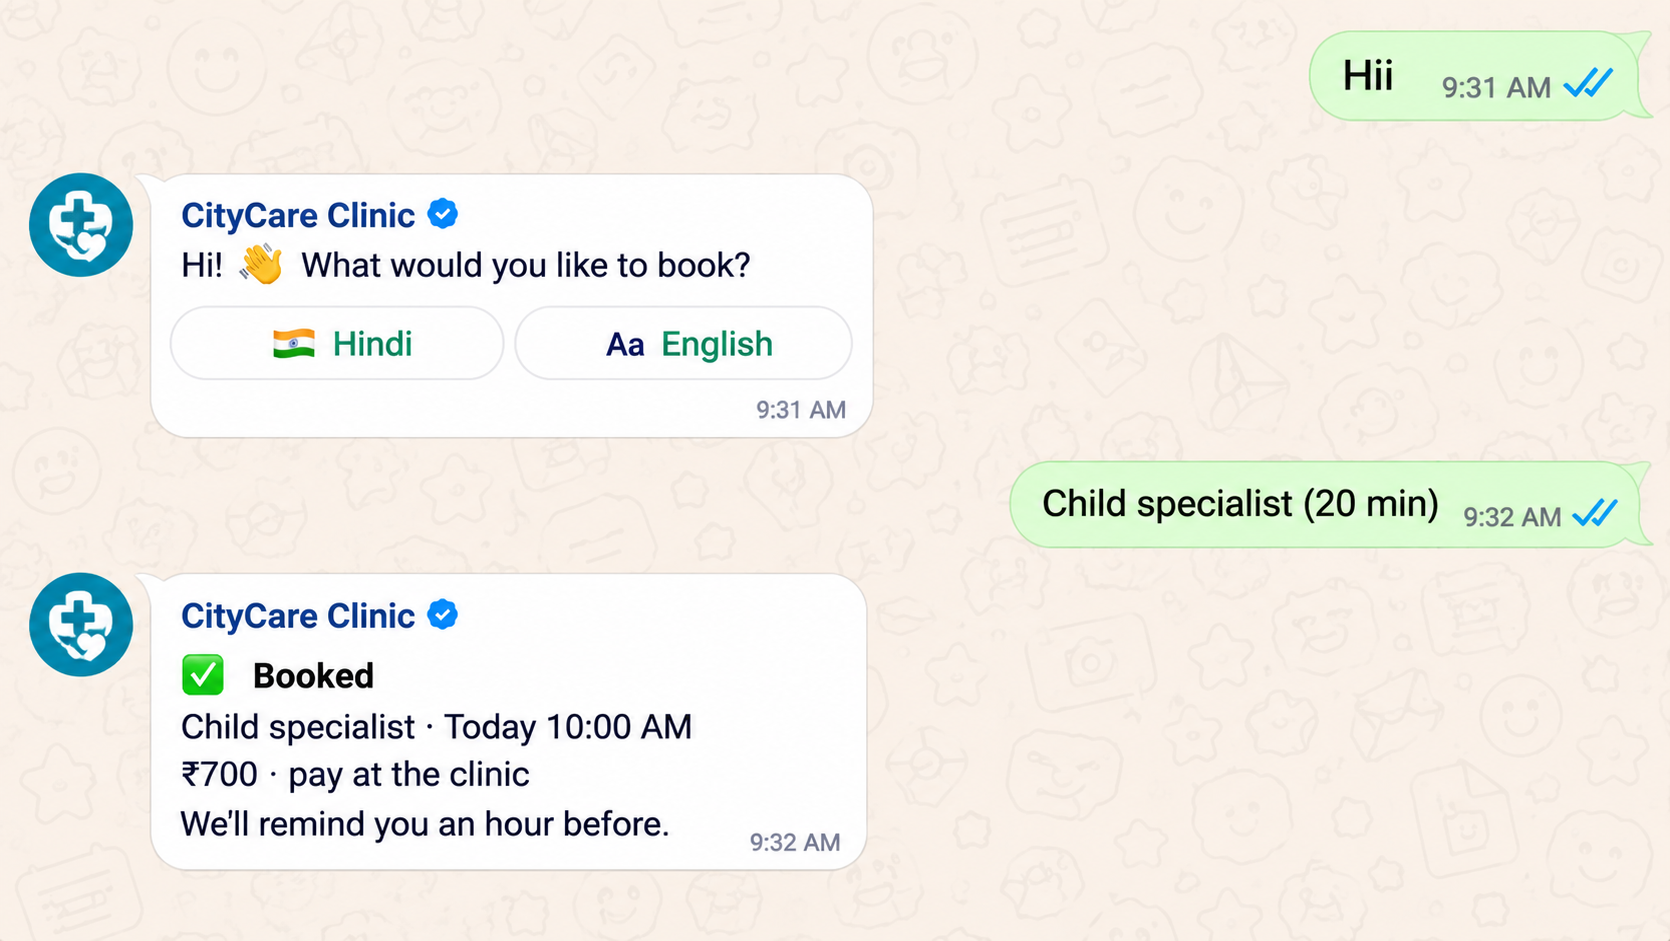 Hii 9:31 AM
CityCare Clinic
Hi! 👋 What would you like to book?
🇮🇳 Hindi
Aa English
9:31 AM
Child specialist (20 min) 9:32 AM
CityCare Clinic
✅ Booked
Child specialist · Today 10:00 AM
₹700 · pay at the clinic
We'll remind you an hour before.
9:32 AM